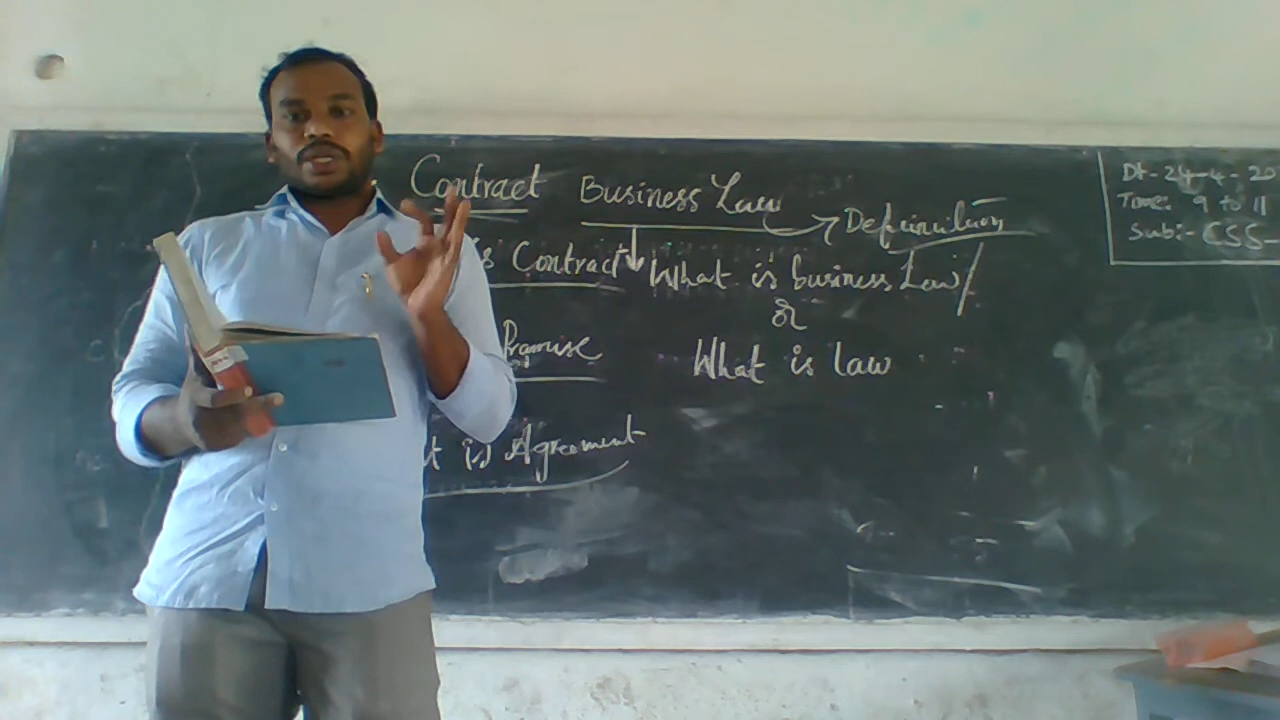 Contract Business Law
Definition
s Contract What is business Law
or
Promise What is law
t is Agreement
Dt- 24-4-20
Time: 9 to 11
Sub:- CSS-